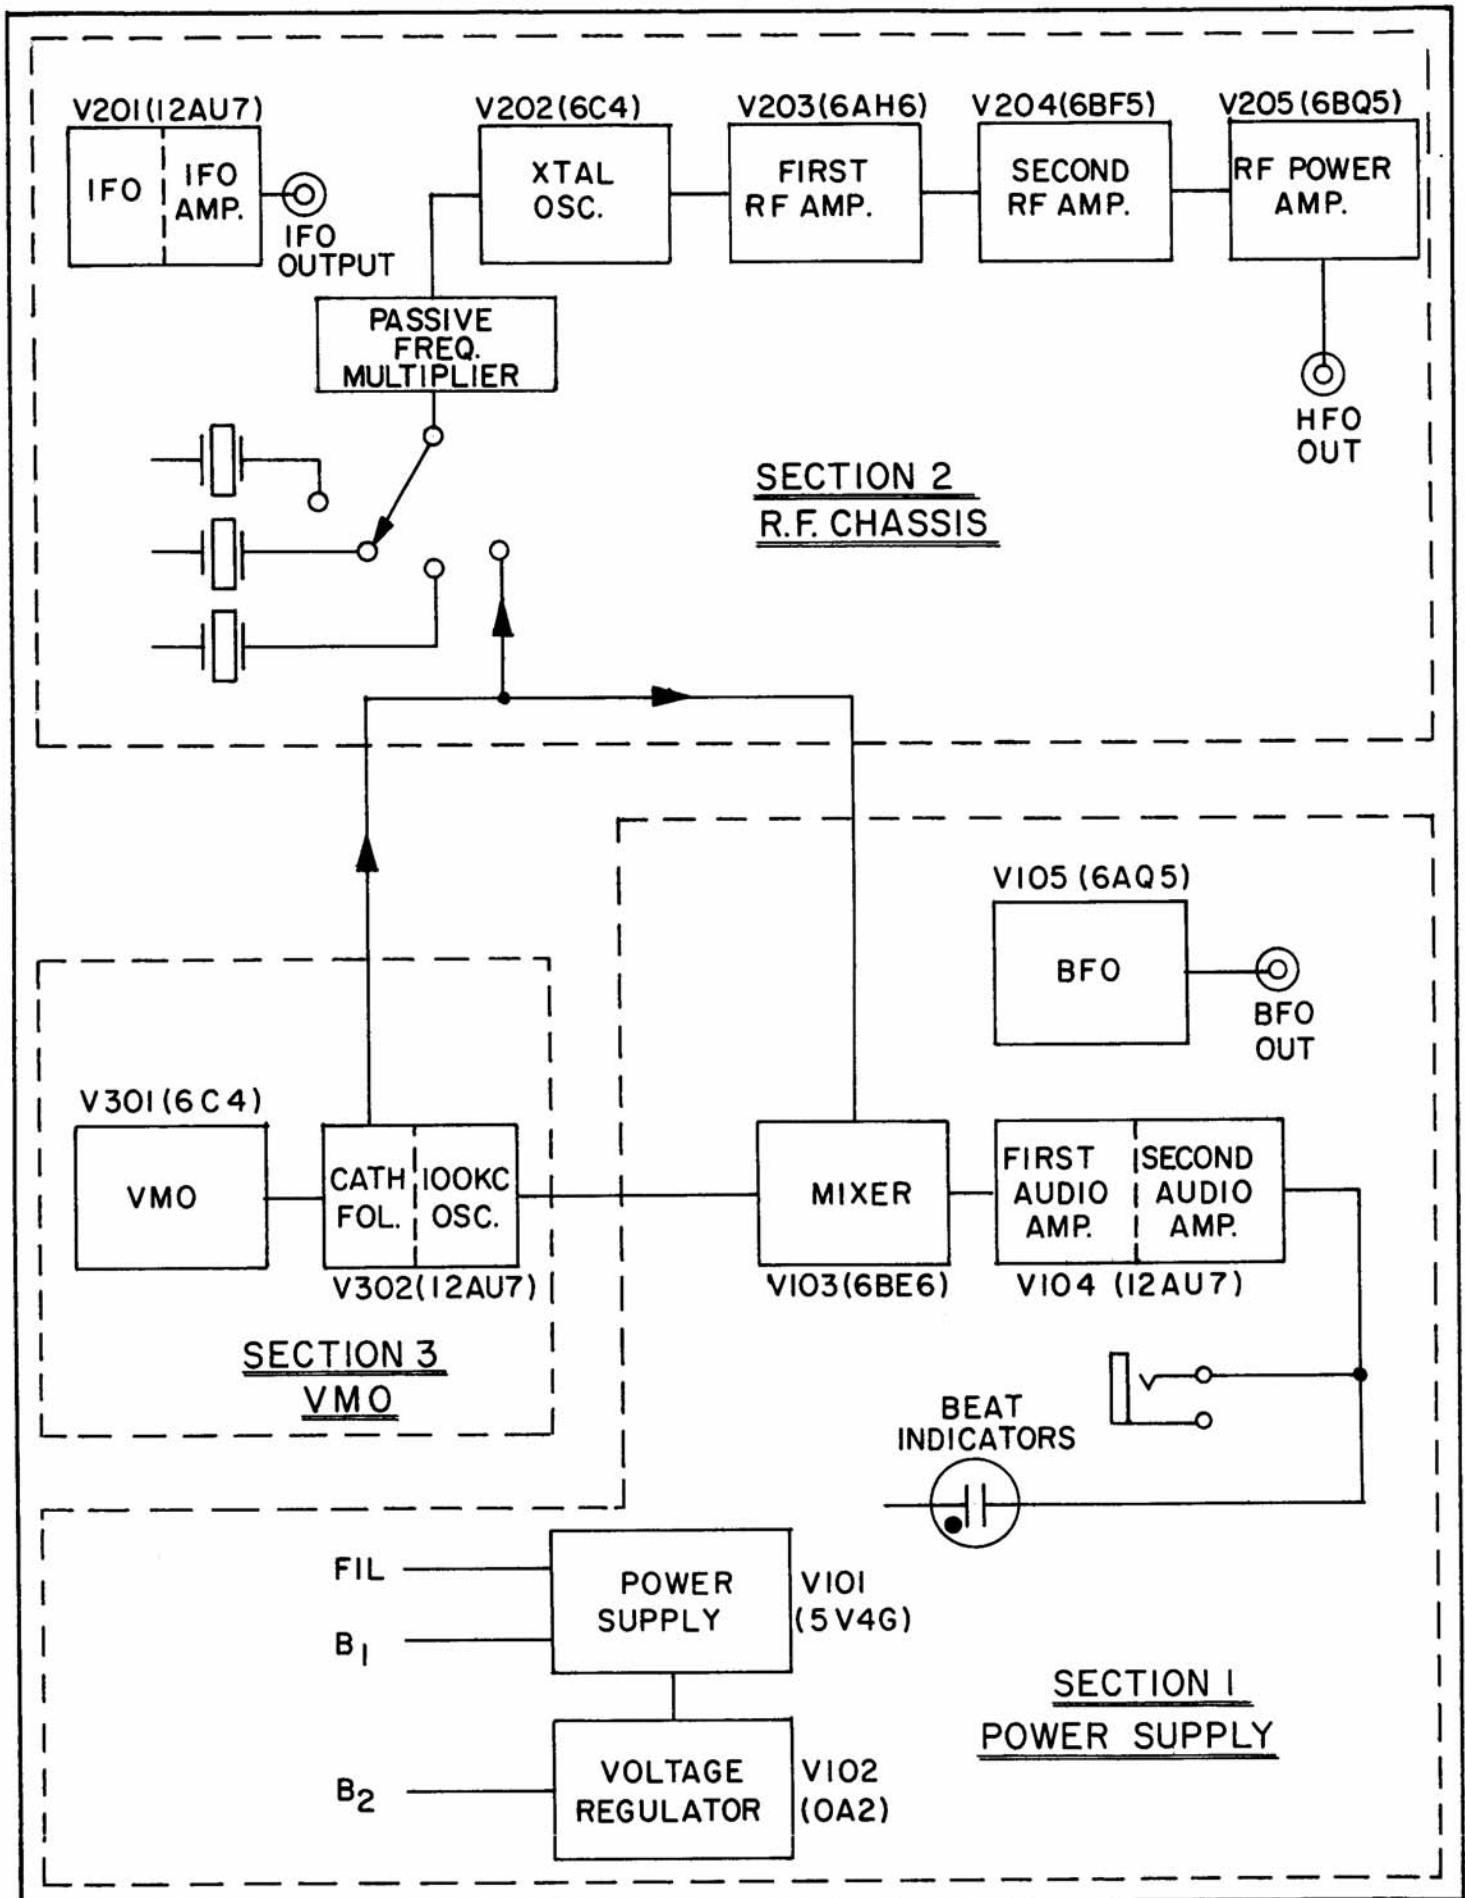 V201(12AU7)
IFO
IFO
AMP.
IFO
OUTPUT
V202(6C4)
XTAL
OSC.
V203(6AH6)
FIRST
RF AMP.
V204(6BF5)
SECOND
RF AMP.
V205(6BQ5)
RF POWER
AMP.
PASSIVE
FREQ.
MULTIPLIER
HFO
OUT
SECTION 2
R.F. CHASSIS
V105 (6AQ5)
BFO
BFO
OUT
V301(6C4)
VMO
CATH
FOL.
100KC
OSC.
V302(12AU7)
SECTION 3
VMO
MIXER
V103(6BE6)
FIRST
AUDIO
AMP.
SECOND
AUDIO
AMP.
V104 (12AU7)
BEAT
INDICATORS
FIL
B1
POWER
SUPPLY
V101
(5V4G)
B2
VOLTAGE
REGULATOR
V102
(OA2)
SECTION 1
POWER SUPPLY